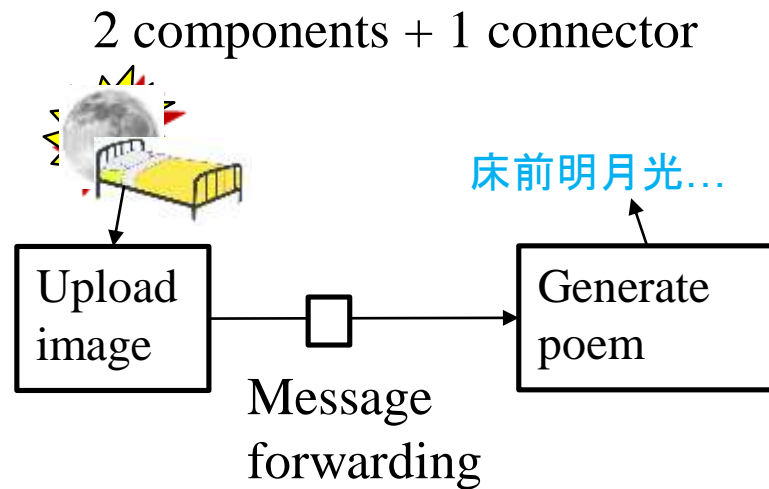 2 components + 1 connector
床前明月光...
Upload
image
Generate
poem
Message
forwarding